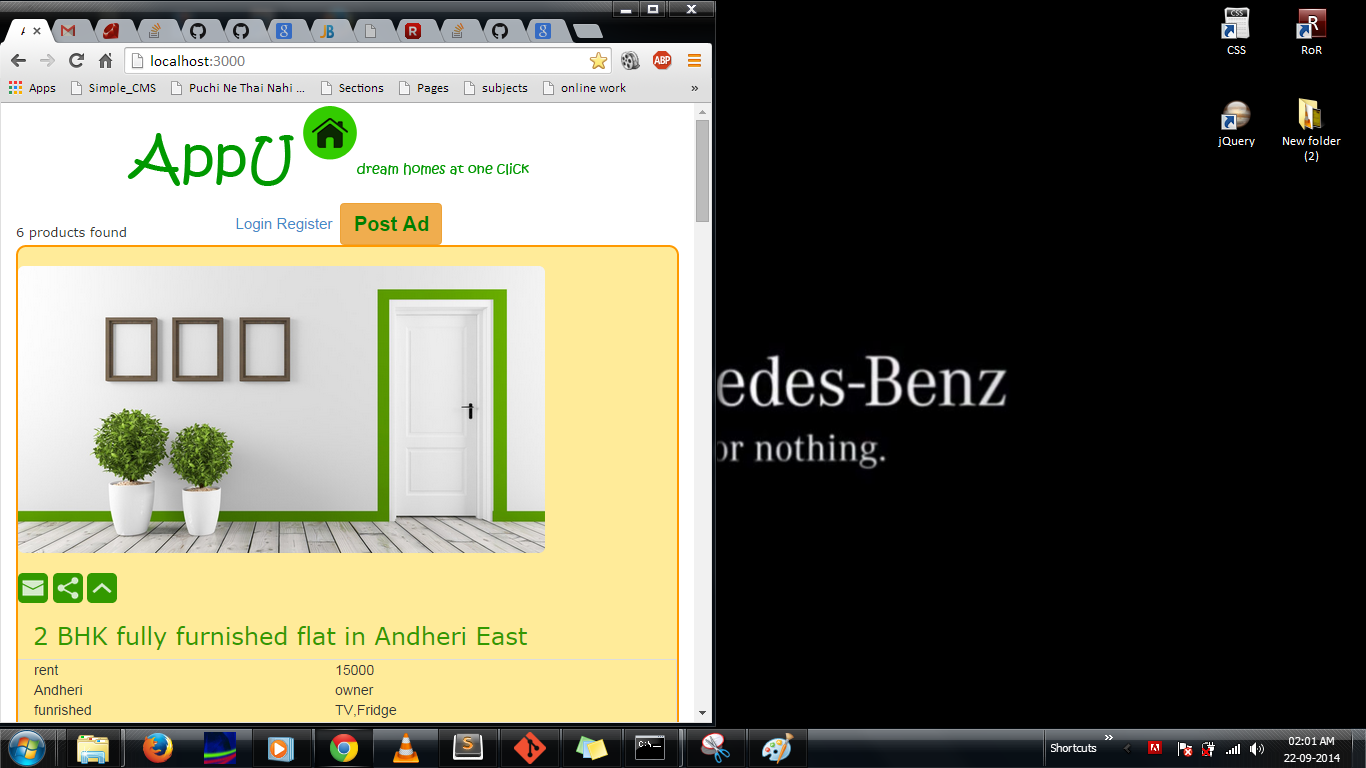 localhost:3000
Apps
Simple_CMS
Puchi Ne Thai Nahi ...
Sections
Pages
subjects
online work
»
AppU
dream homes at one click
6 products found
Login Register
Post Ad
2 BHK fully furnished flat in Andheri East
rent 15000
Andheri owner
funrished TV,Fridge
CSS
CSS
R
RoR
jQuery
New folder
(2)
edes-Benz
or nothing.
ABP
JB
R
g
g
S
C:\_
Shortcuts
»
02:01 AM
22-09-2014